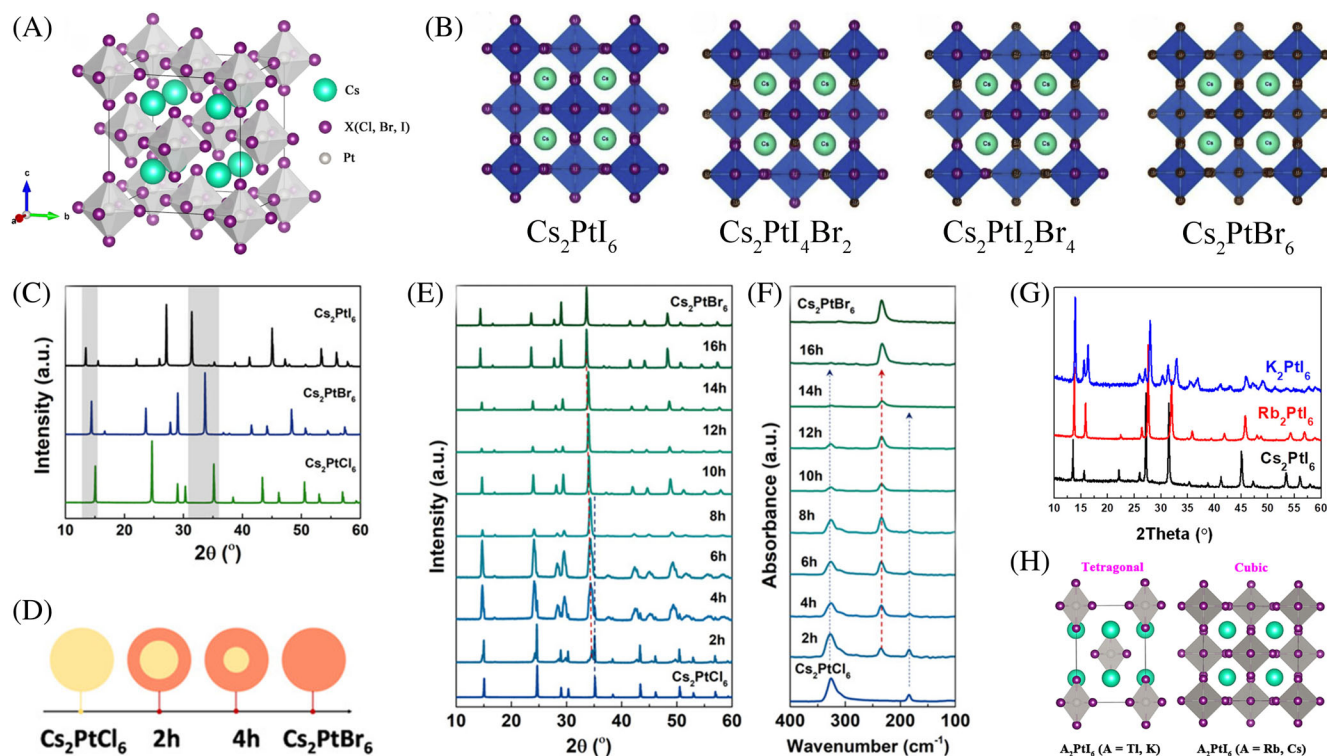 (A)
Cs
X(Cl, Br, I)
Pt
c
a
b
(B)
Cs Cs Cs Cs Cs Cs Cs Cs
Cs Cs Cs Cs Cs Cs Cs Cs
Cs₂PtI₆ Cs₂PtI₄Br₂ Cs₂PtI₂Br₄ Cs₂PtBr₆
(C)
Intensity (a.u.)
Cs₂PtI₆
Cs₂PtBr₆
Cs₂PtCl₆
10 20 30 40 50 60
2θ (°)
(D)
Cs₂PtCl₆ 2h 4h Cs₂PtBr₆
(E)
Intensity (a.u.)
Cs₂PtBr₆
16h
14h
12h
10h
8h
6h
4h
2h
Cs₂PtCl₆
10 20 30 40 50 60
2θ (°)
(F)
Absorbance (a.u.)
Cs₂PtBr₆
16h
14h
12h
10h
8h
6h
4h
2h
Cs₂PtCl₆
400 300 200 100
Wavenumber (cm⁻¹)
(G)
K₂PtI₆
Rb₂PtI₆
Cs₂PtI₆
10 15 20 25 30 35 40 45 50 55 60
2Theta (°)
(H)
Tetragonal Cubic
A₂PtI₆ (A = Tl, K) A₂PtI₆ (A = Rb, Cs)